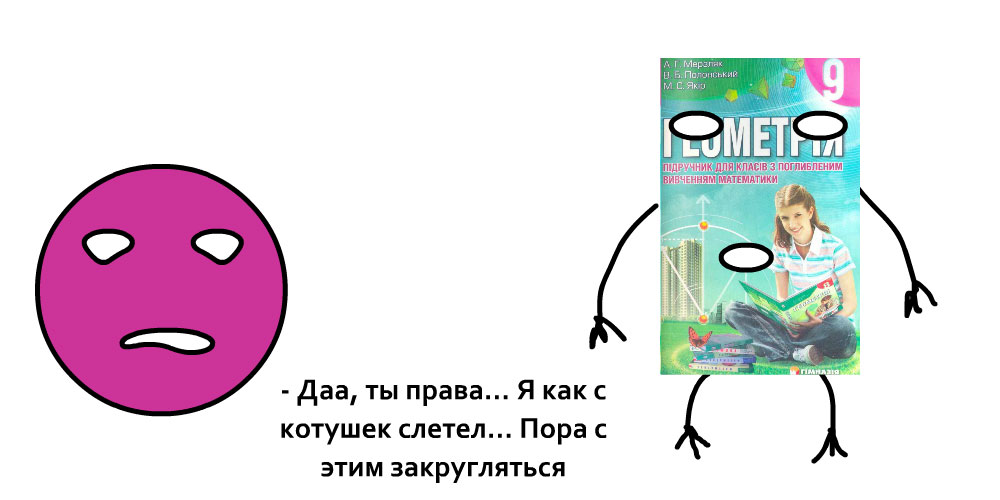 А. Г. Мерзляк
В. Б. Полонський
М. С. Якір
9
ГЕОМЕТРІЯ
ПІДРУЧНИК ДЛЯ КЛАСІВ З ПОГЛИБЛЕНИМ
ВИВЧЕННЯМ МАТЕМАТИКИ
ГІМНАЗІЯ
- Даа, ты права... Я как с
котушек слетел... Пора с
этим закругляться